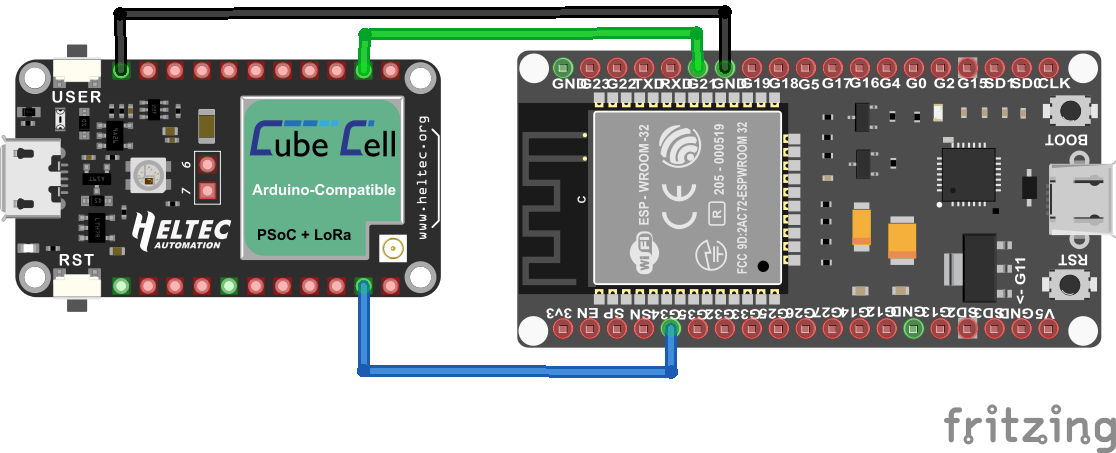 USER
RST
6
7
HELTEC
AUTOMATION
Cube Cell
Arduino-Compatible
PSoC + LoRa
www.heltec.org
GND G23 G22 TXD RXD G21 GND G19 G18 G5 G17 G16 G4 G0 G2 G15 SD1 SD0 CLK
C
WiFi
ESP - WROOM-32
CE
R
205 - 000519
FCC 9D:2AC72-ESPWROOM 32
BOOT
RST
<- G11
3v3 EN SP SN G34 G35 G32 G33 G25 G26 G27 G14 G12 GND G13 SD2 SD3 GND V5
fritzing